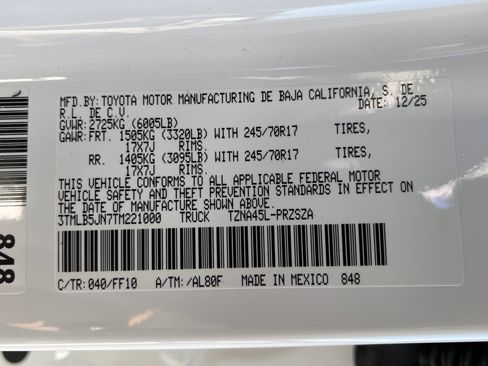 MFD.BY:TOYOTA MOTOR MANUFACTURING DE BAJA CALIFORNIA, S. DE
R.L. DE C.V. DATE: 12/25
GVWR: 2725KG (6005LB)
GAWR: FRT. 1505KG (3320LB) WITH 245/70R17 TIRES,
17X7J RIMS.
RR. 1405KG (3095LB) WITH 245/70R17 TIRES,
17X7J RIMS.
THIS VEHICLE CONFORMS TO ALL APPLICABLE FEDERAL MOTOR
VEHICLE SAFETY AND THEFT PREVENTION STANDARDS IN EFFECT ON
THE DATE OF MANUFACTURE SHOWN ABOVE.
3TMLB5JN7TM221000 TRUCK TZNA45L-PRZSZA
C/TR: 040/FF10 A/TM: /AL80F MADE IN MEXICO 848
848